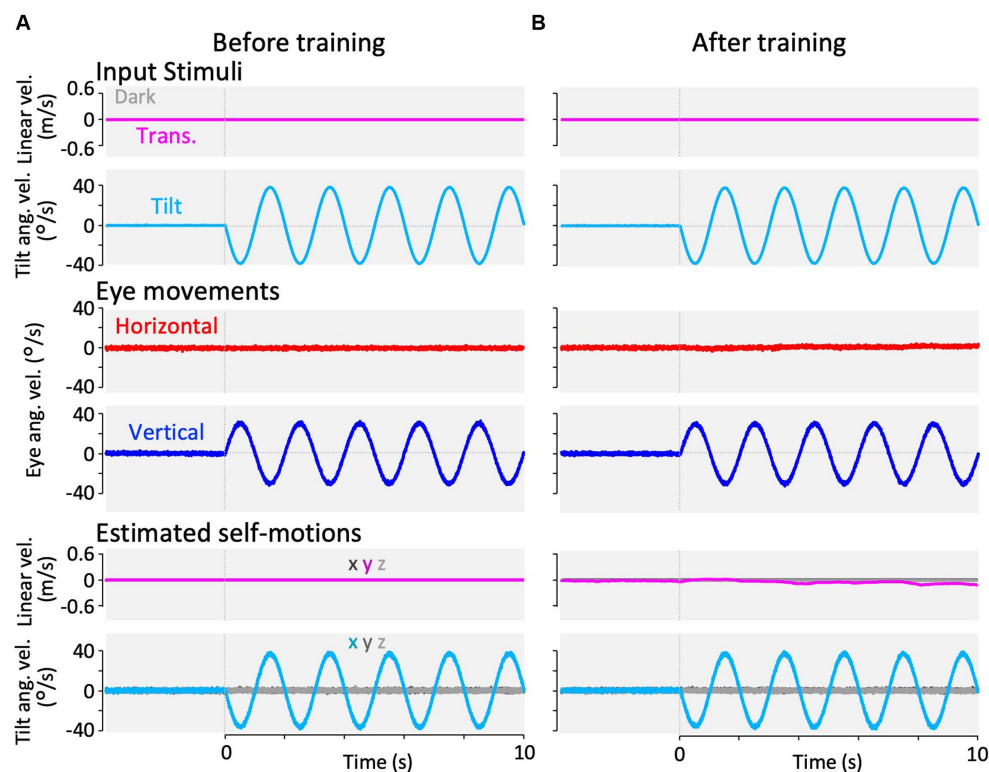 A
B
Before training
After training
Input Stimuli
Linear vel.
(m/s)
0.6
0
-0.6
Dark
Trans.
Tilt ang. vel.
(°/s)
40
0
-40
Tilt
Eye movements
Eye ang. vel. (°/s)
40
0
-40
Horizontal
40
0
-40
Vertical
Estimated self-motions
Linear vel.
(m/s)
0.6
0
-0.6
x y z
Tilt ang. vel.
(°/s)
40
0
-40
x y z
0
Time (s)
10
0
Time (s)
10